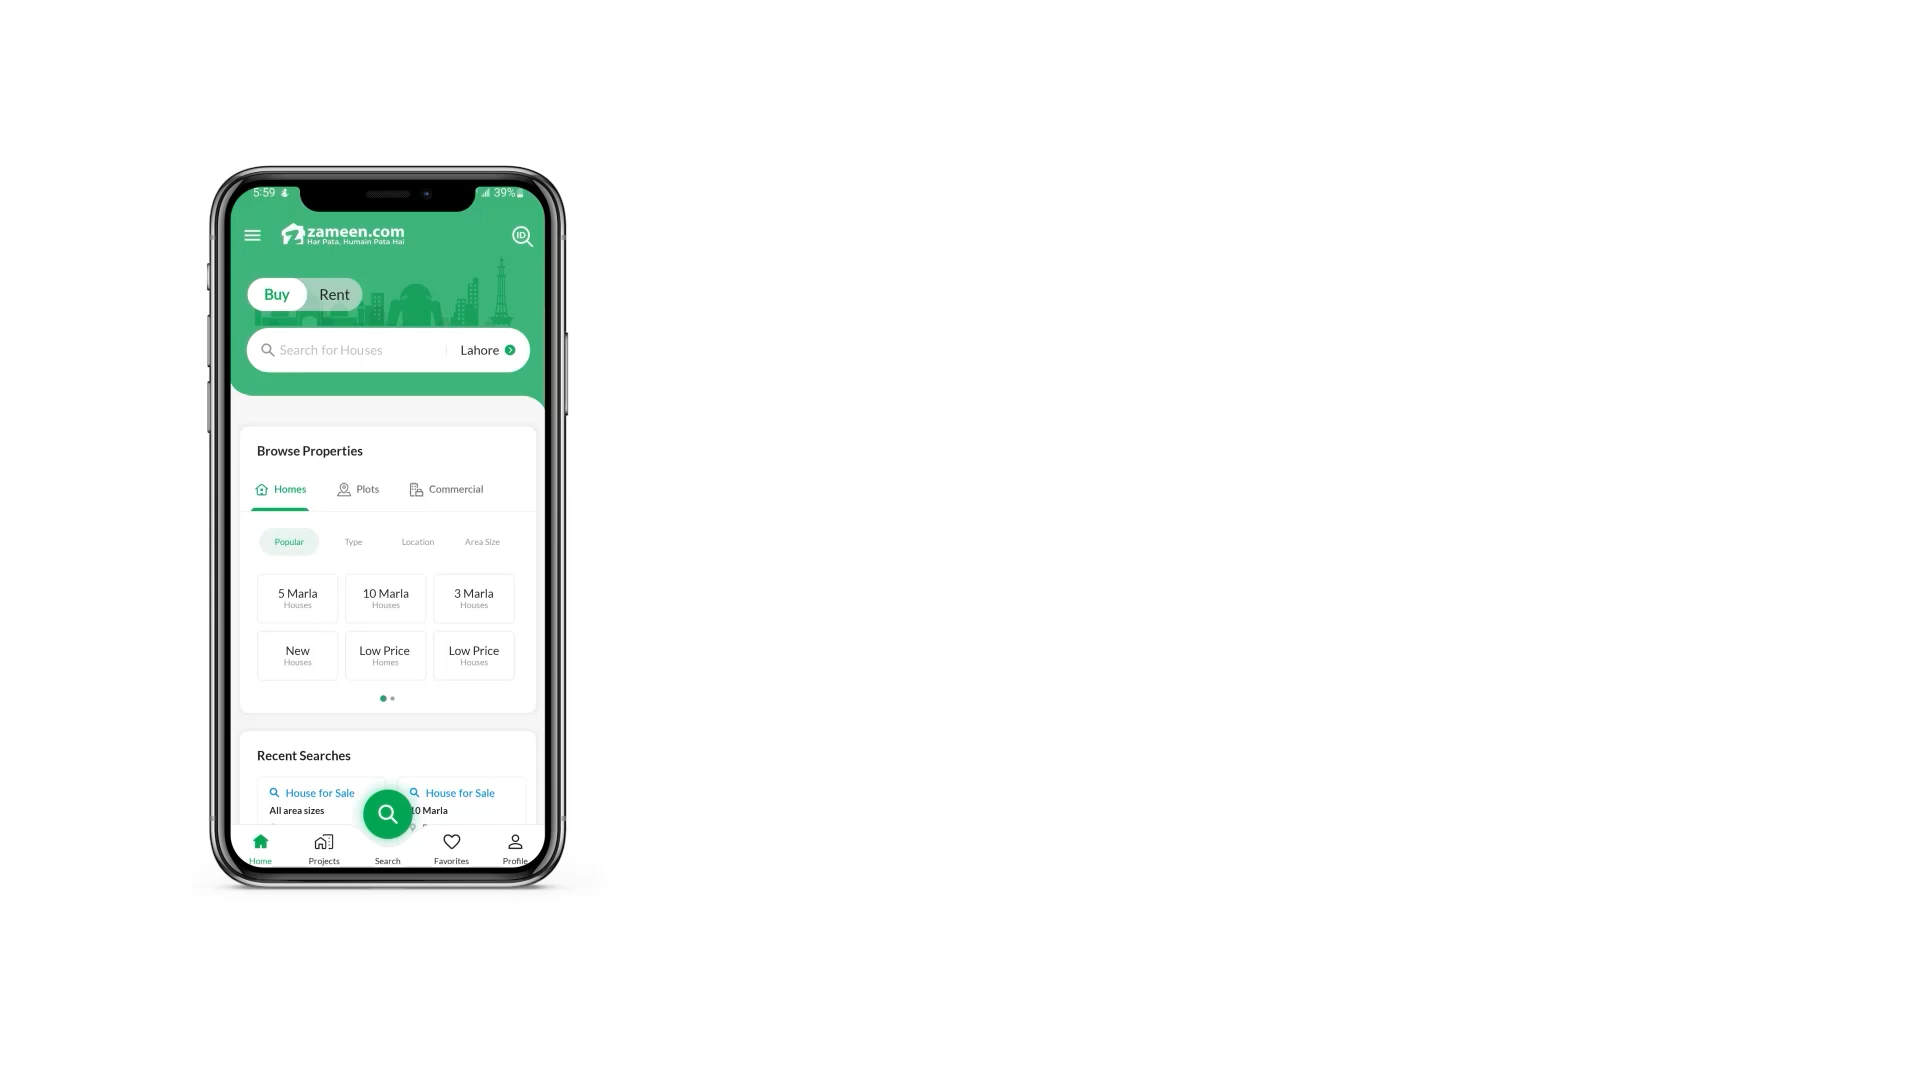 5:59
39%
zameen.com
Har Pata, Humain Pata Hai
ID
Buy Rent
Search for Houses Lahore
Browse Properties
Homes Plots Commercial
Popular Type Location Area Size
5 Marla 10 Marla 3 Marla
Houses Houses Houses
New Low Price Low Price
Houses Homes Houses
Recent Searches
House for Sale House for Sale
All area sizes 10 Marla
Home Projects Search Favorites Profile